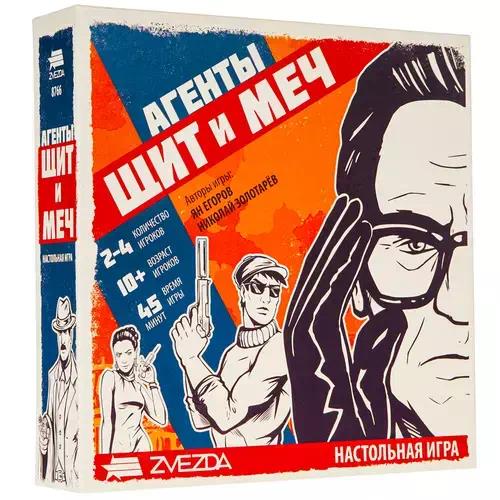 ZVEZDA
8766
АГЕНТЫ
ЩИТ
И
МЕЧ
НАСТОЛЬНАЯ ИГРА
АГЕНТЫ
ЩИТ И МЕЧ
Авторы игры:
ЯН ЕГОРОВ
НИКОЛАЙ ЗОЛОТАРЁВ
2-4 КОЛИЧЕСТВО
ИГРОКОВ
10+ ВОЗРАСТ
ИГРОКОВ
45 ВРЕМЯ
МИНУТ ИГРЫ
ZVEZDA
НАСТОЛЬНАЯ ИГРА